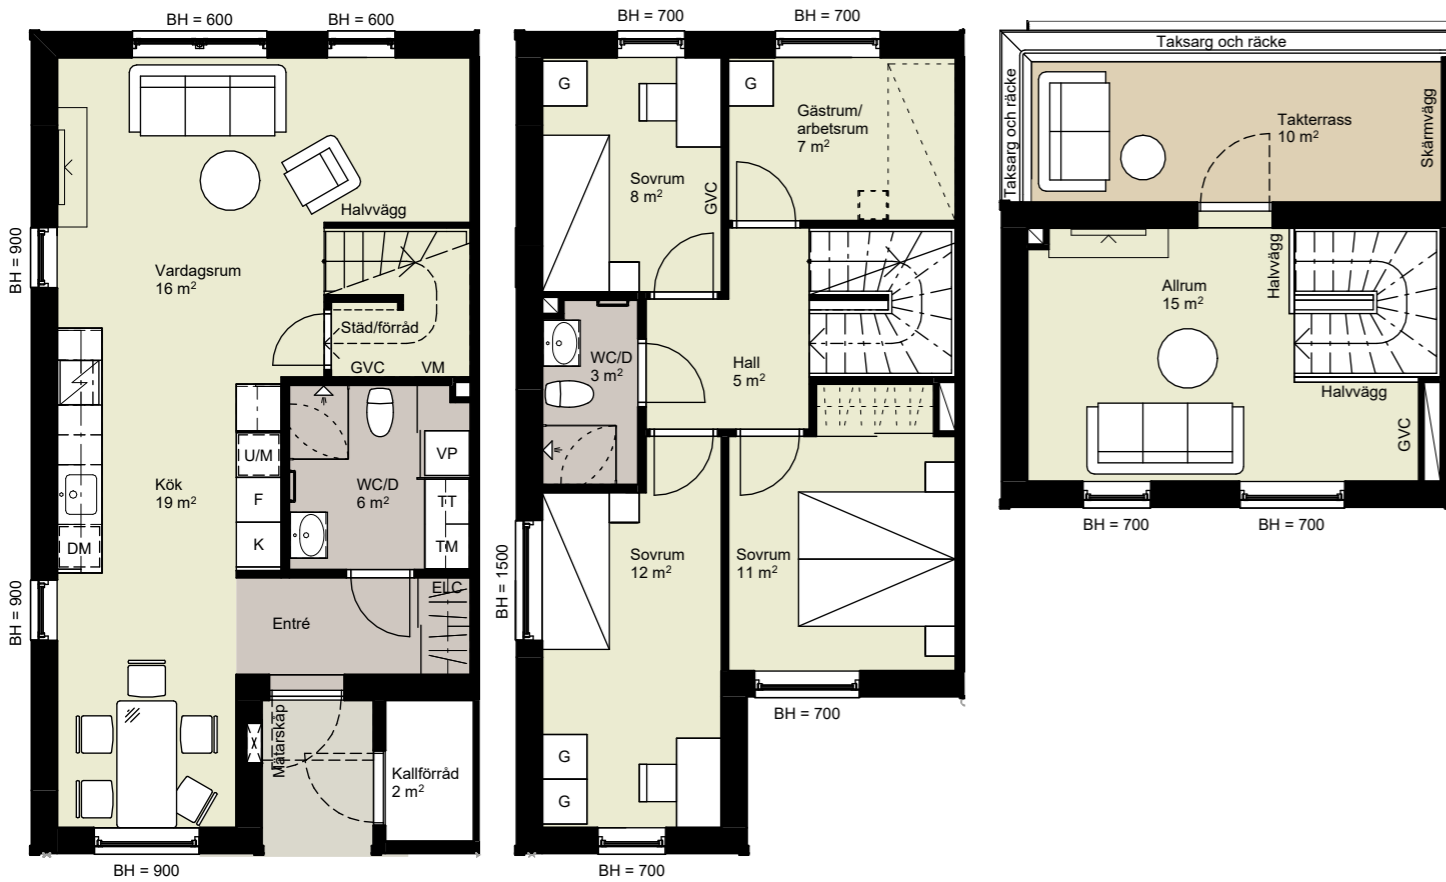 BH = 600
BH = 600
BH = 900
Halvvägg
Vardagsrum
16 m²
Städ/förråd
GVC
VM
U/M
VP
Kök
19 m²
F
WC/D
6 m²
TT
DM
K
TM
BH = 900
ELC
Entré
Mätarskåp
Kallförråd
2 m²
BH = 900
BH = 700
BH = 700
G
G
Gästrum/
arbetsrum
7 m²
Sovrum
8 m²
GVC
WC/D
3 m²
Hall
5 m²
BH = 1500
Sovrum
12 m²
Sovrum
11 m²
BH = 700
G
G
BH = 700
Taksarg och räcke
Taksarg och räcke
Takterrass
10 m²
Skärmvägg
Halvvägg
Allrum
15 m²
Halvvägg
GVC
BH = 700
BH = 700